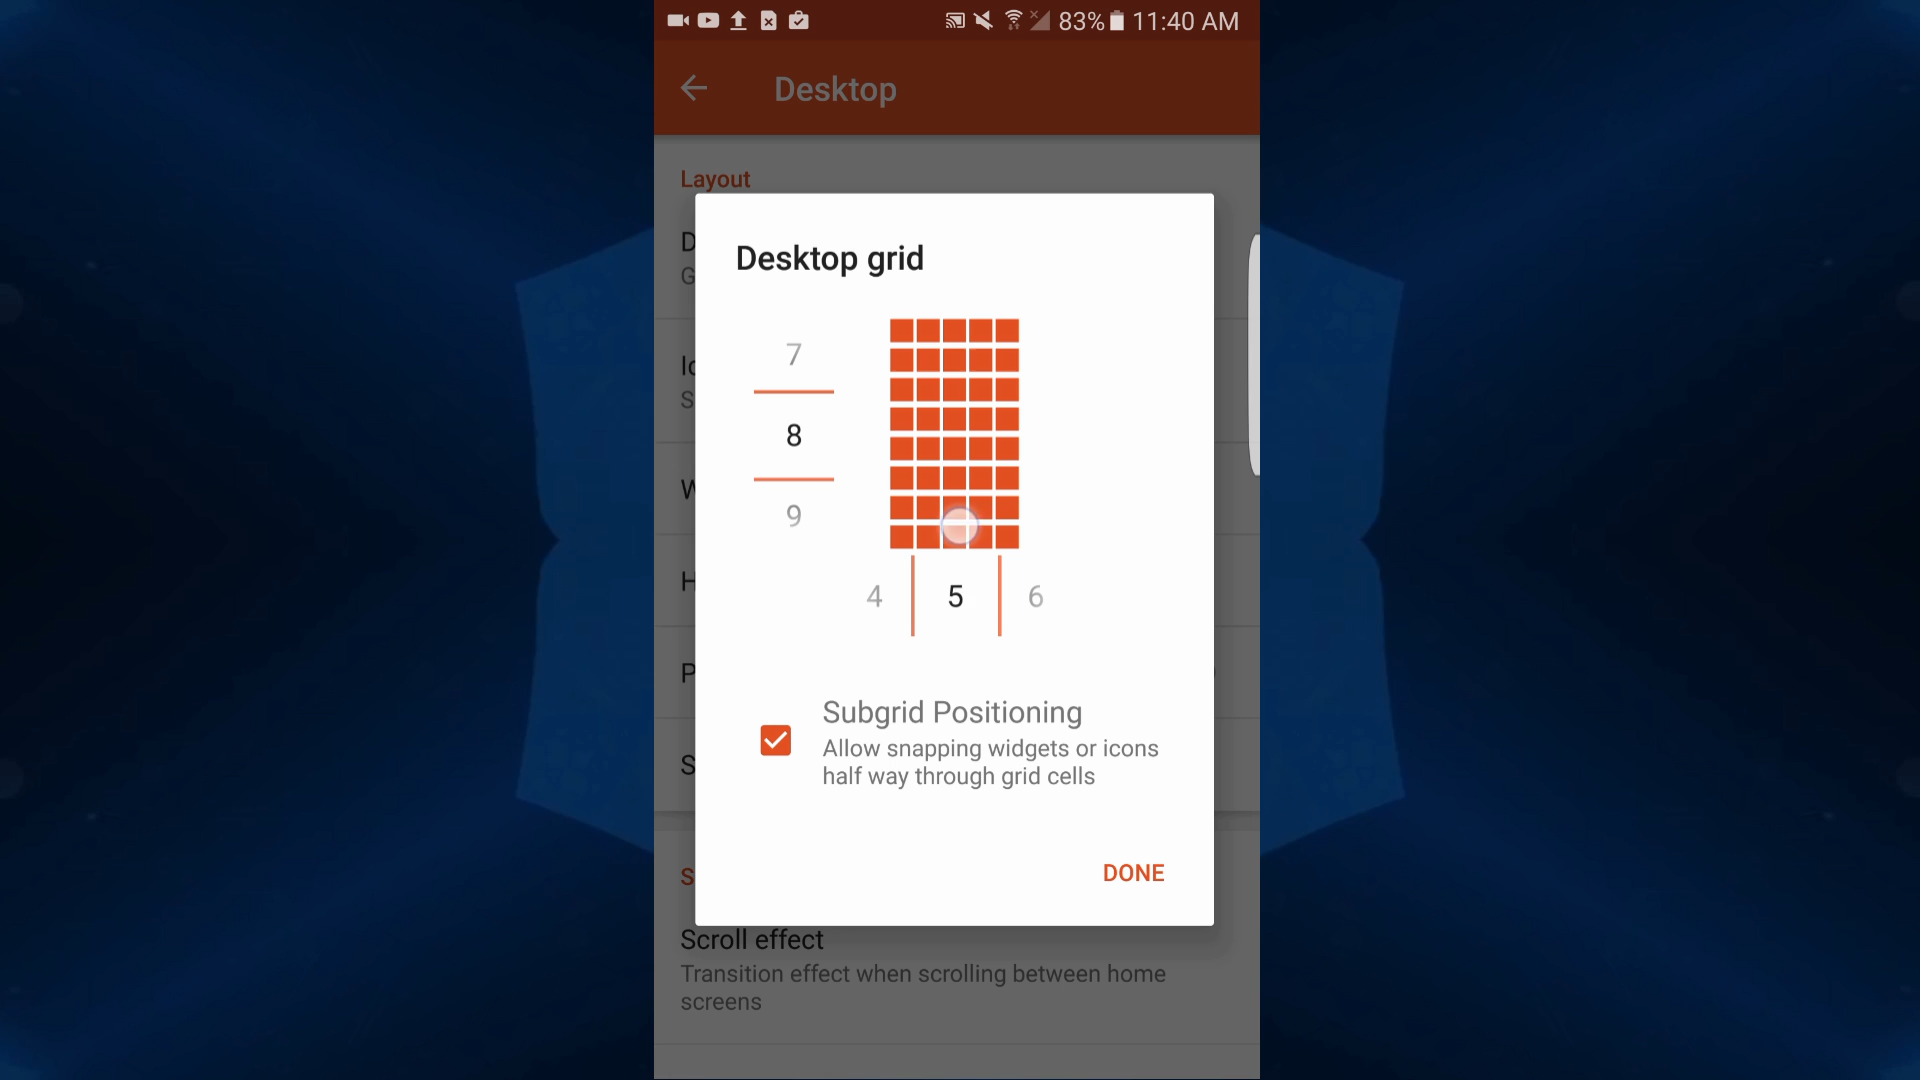 83% 11:40 AM
Desktop
Layout
D
G
Desktop grid
7
8
9
4 5 6
Ic
S
W
H
P
Subgrid Positioning
Allow snapping widgets or icons
half way through grid cells
S
DONE
S
Scroll effect
Transition effect when scrolling between home
screens